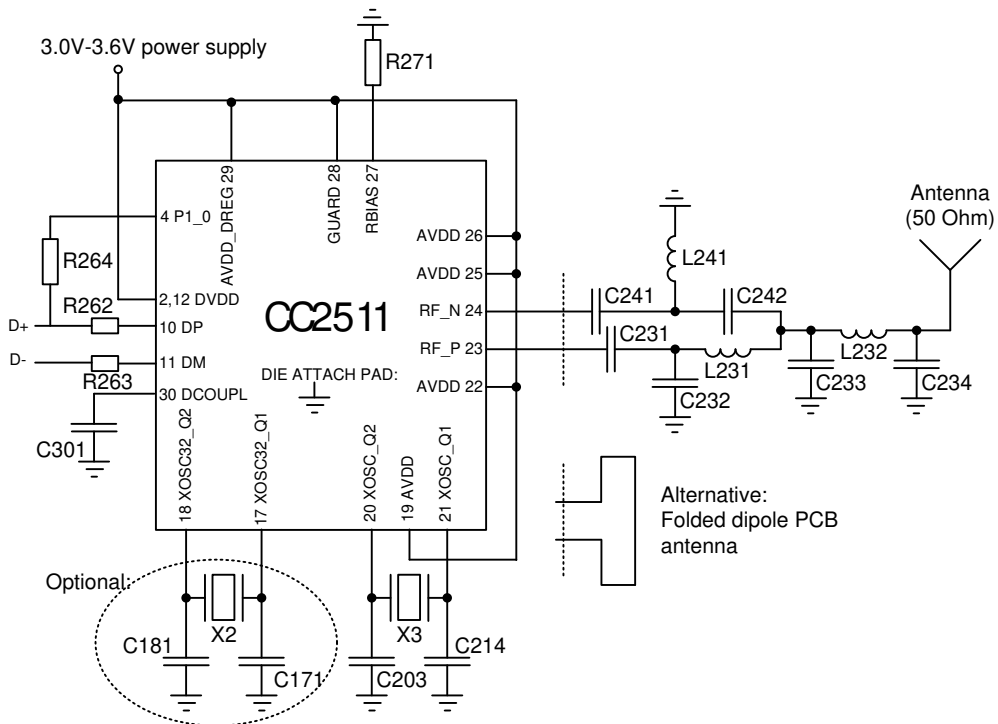 3.0V-3.6V power supply
R271
AVDD_DREG 29
GUARD 28
RBIAS 27
4 P1_0
R264
R262
D+
D-
R263
2,12 DVDD
10 DP
11 DM
30 DCOUPL
C301
CC2511
DIE ATTACH PAD:
AVDD 26
AVDD 25
RF_N 24
RF_P 23
AVDD 22
18 XOSC32_Q2
17 XOSC32_Q1
20 XOSC_Q2
19 AVDD
21 XOSC_Q1
Antenna
(50 Ohm)
L241
C241
C242
C231
L231
C232
L232
C233
C234
Alternative:
Folded dipole PCB
antenna
Optional:
X2
C181
C171
X3
C203
C214